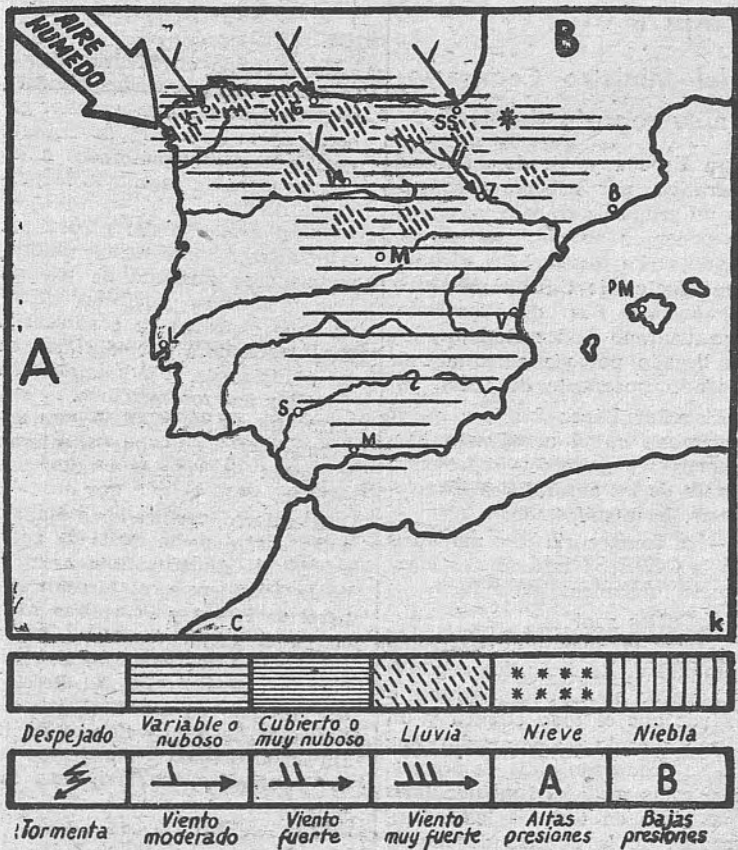 AIRE
HUMEDO
B
SS
Z
B
M
PM
V
A
L
S
M
C
k
Despejado
Variable o
nuboso
Cubierto o
muy nuboso
Lluvia
Nieve
Niebla
A
B
Tormenta
Viento
moderado
Viento
fuerte
Viento
muy fuerte
Altas
presiones
Bajas
presiones